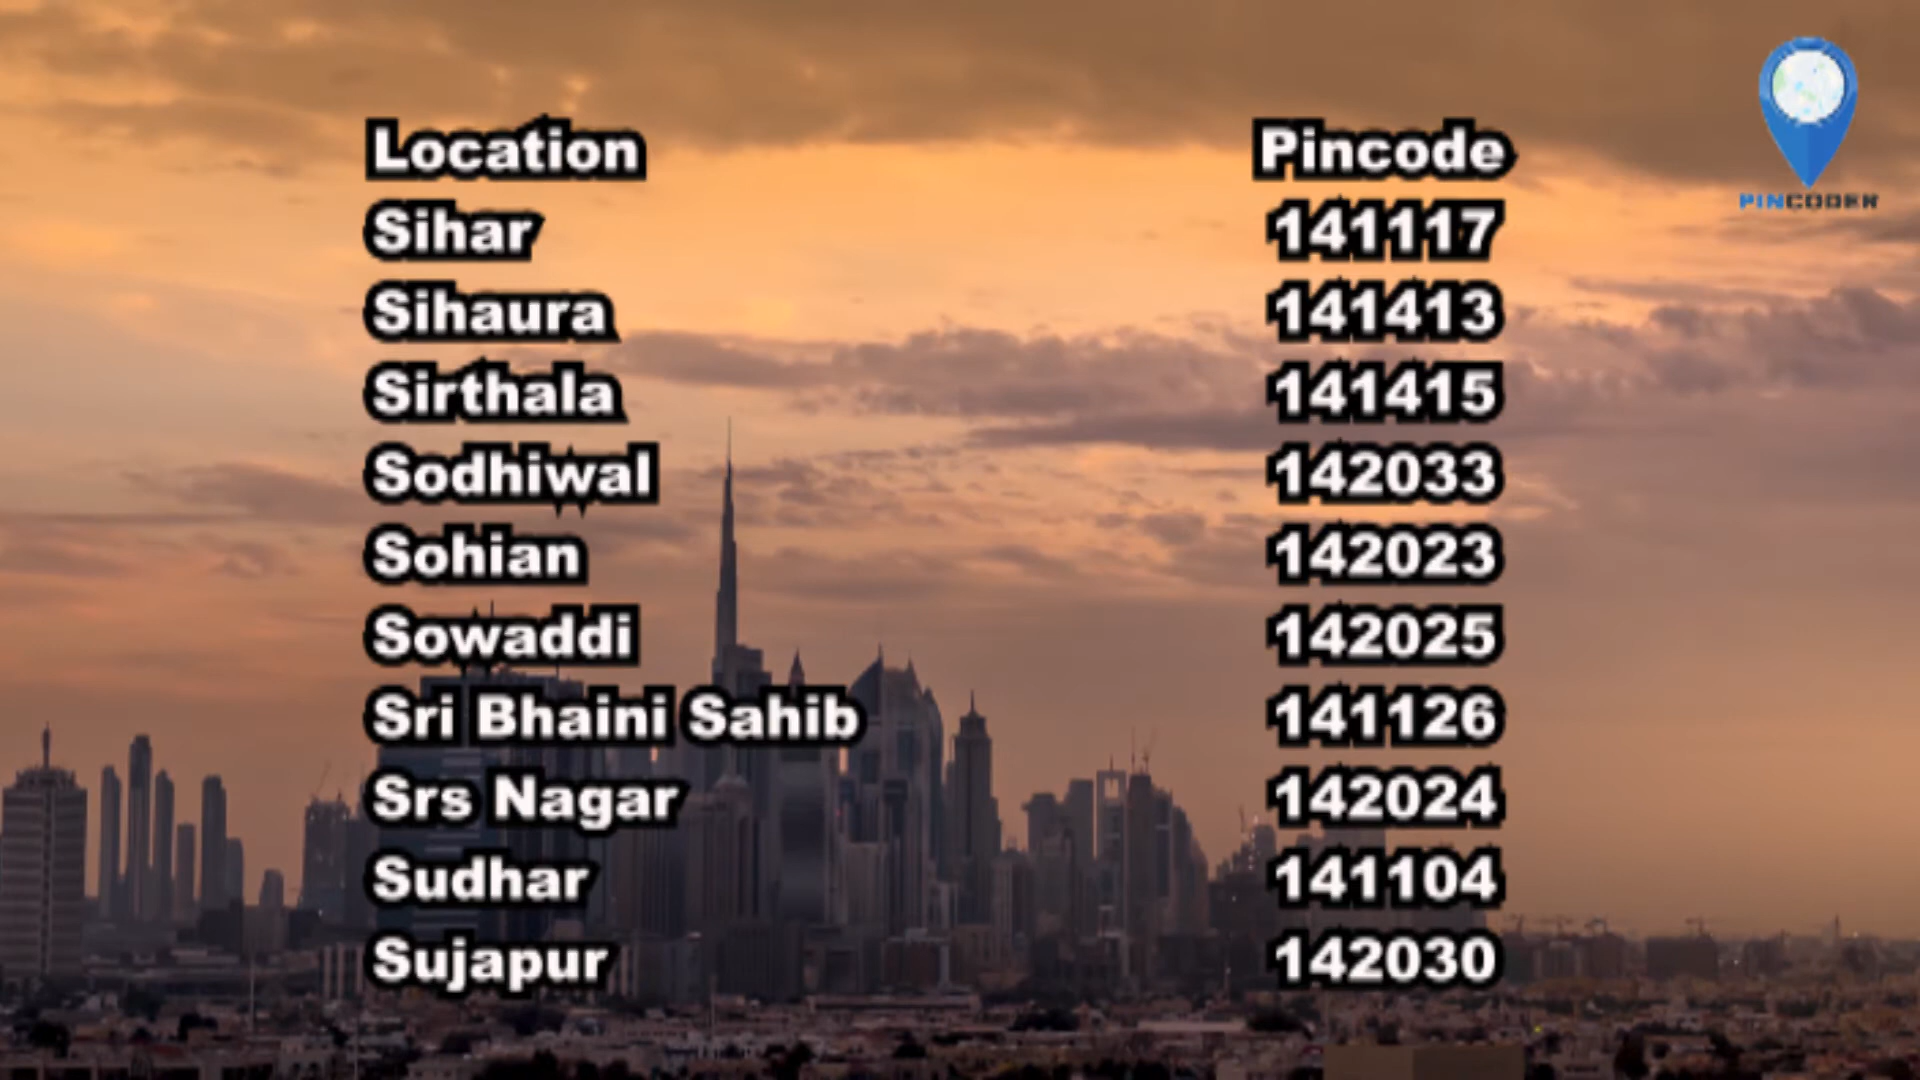 Location Pincode
Sihar 141117
Sihaura 141413
Sirthala 141415
Sodhiwal 142033
Sohian 142023
Sowaddi 142025
Sri Bhaini Sahib 141126
Srs Nagar 142024
Sudhar 141104
Sujapur 142030
PINCODER